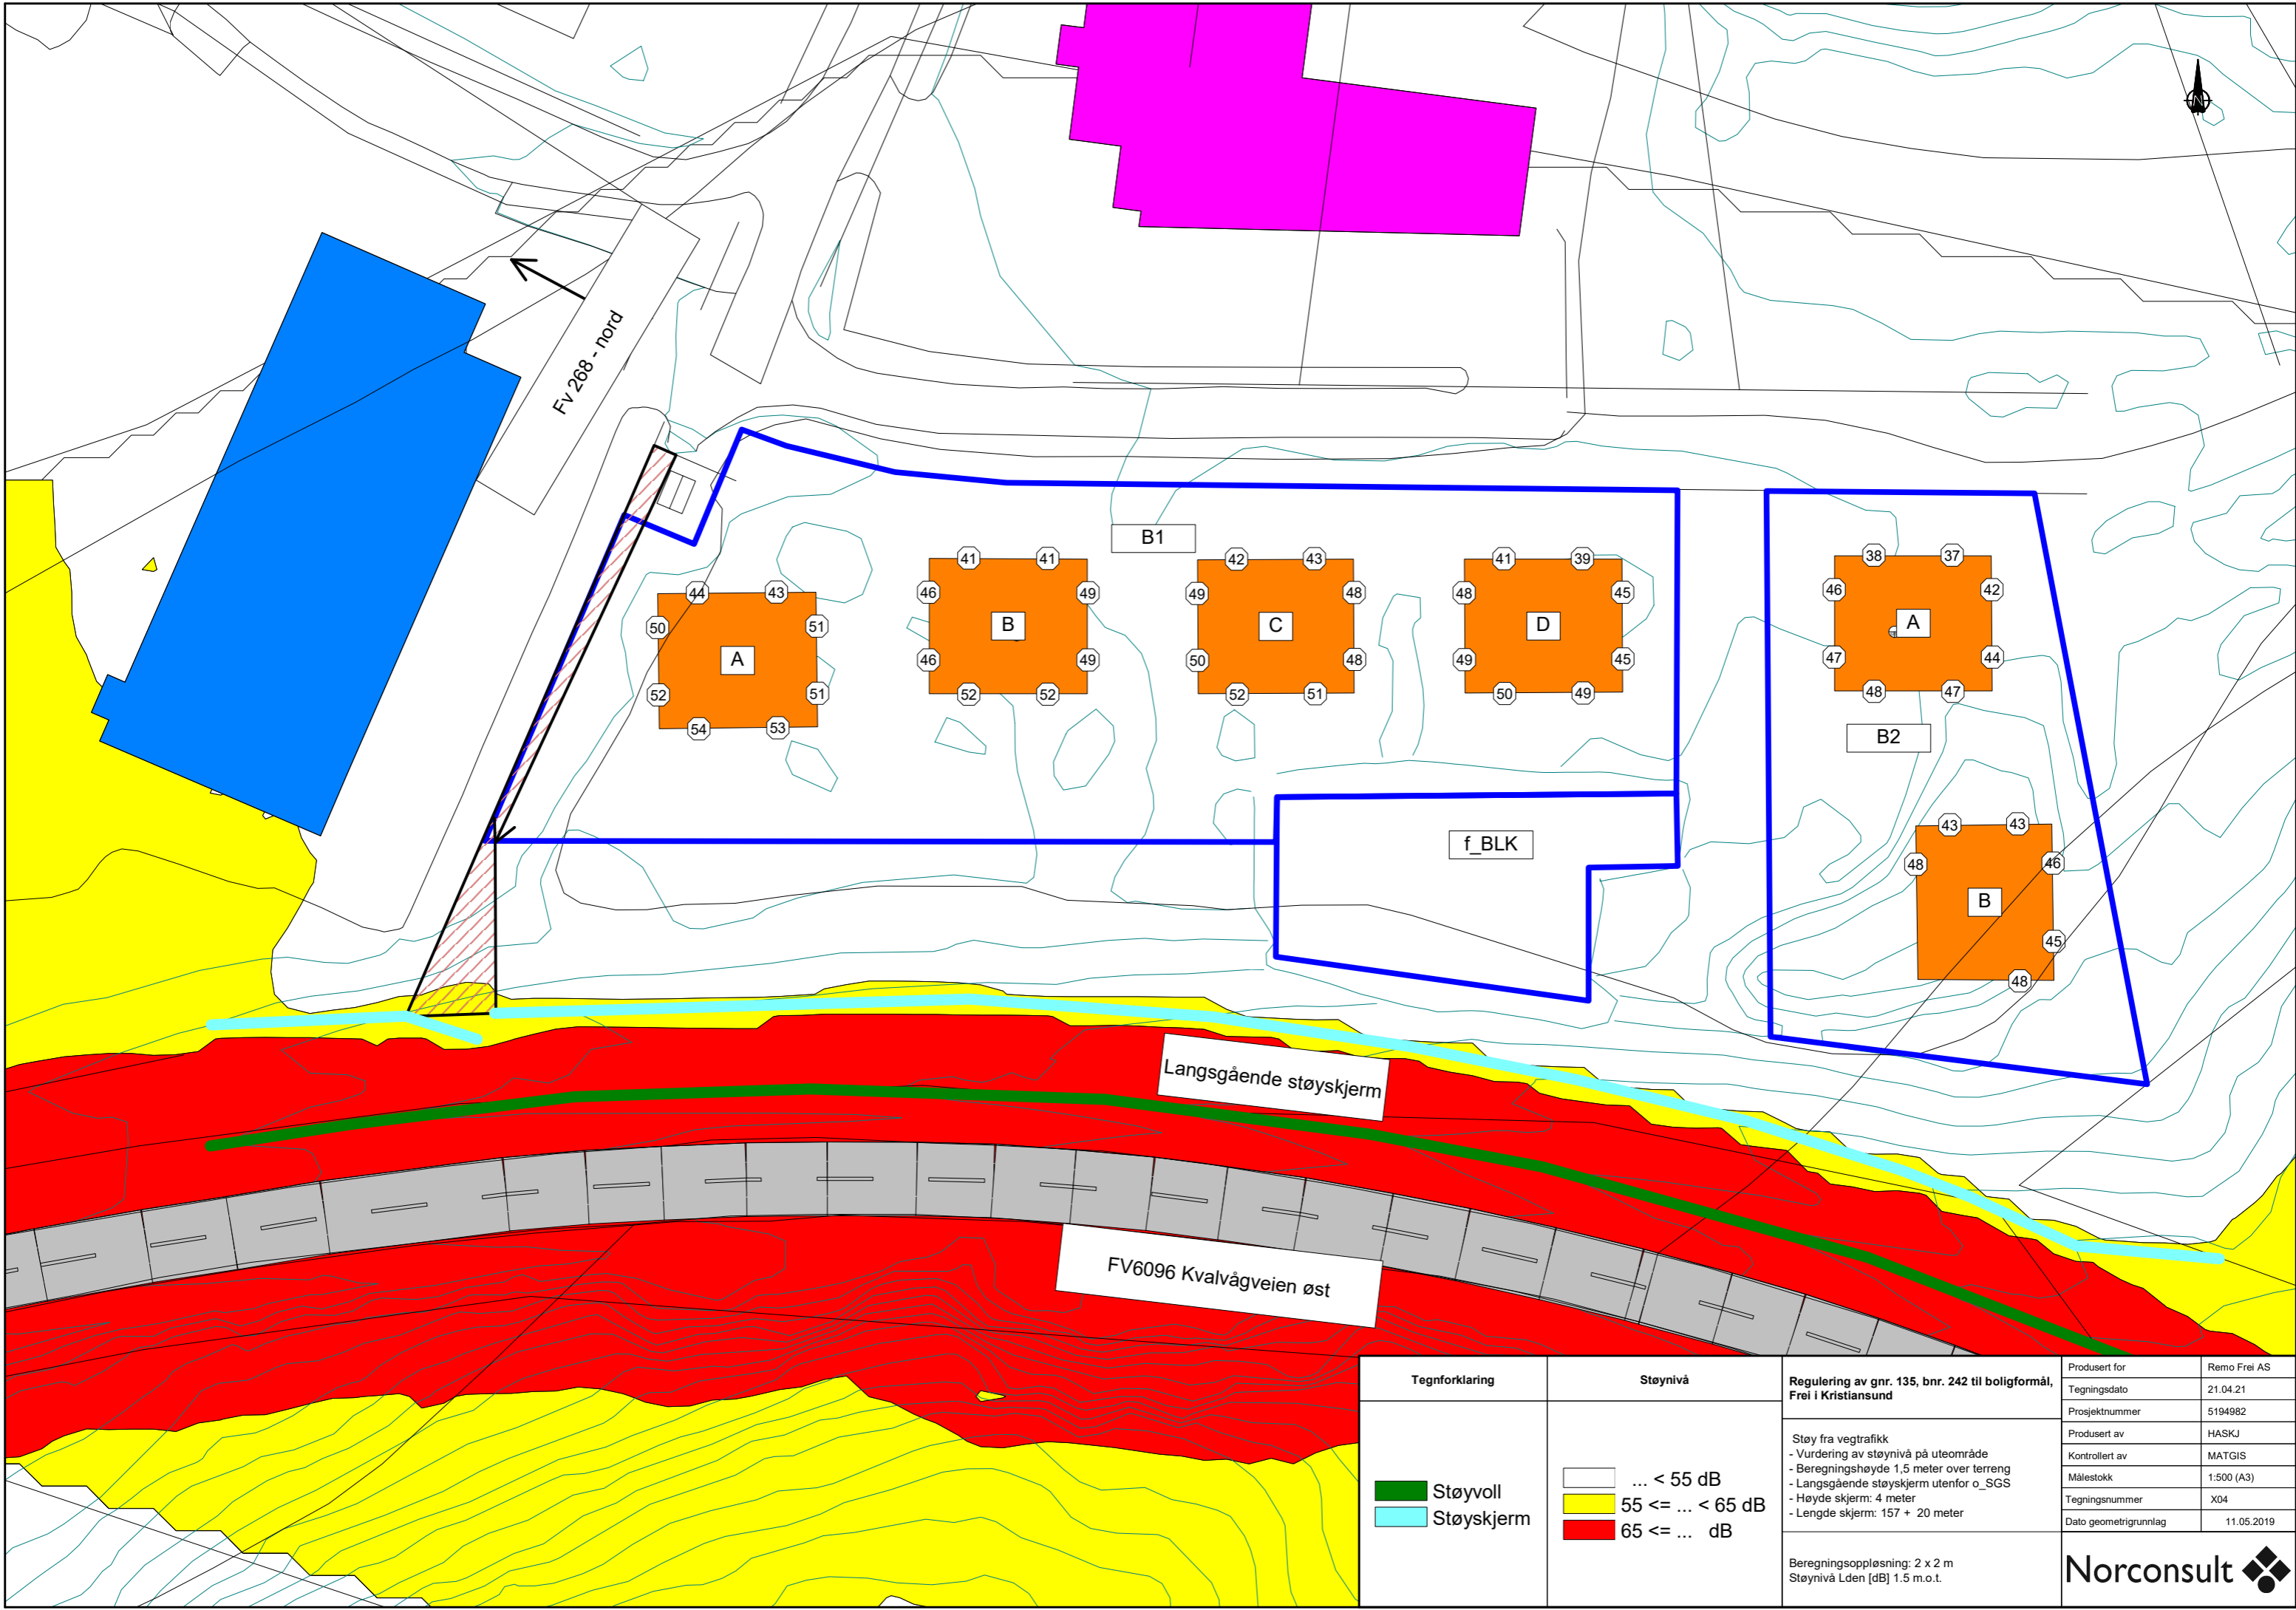 N
Fv 268 - nord
B1
44 43
50 51
A
52 51
54 53
41 41
46 49
B
46 49
52 52
42 43
49 48
C
50 48
52 51
41 39
48 45
D
49 45
50 49
38 37
46 42
A
47 44
48 47
B2
43 43
48 46
B
45
48
f_BLK
Langsgående støyskjerm
FV6096 Kvalvågveien øst
Tegnforklaring
Støyvoll
Støyskjerm
Støynivå
... < 55 dB
55 <= ... < 65 dB
65 <= ... dB
Regulering av gnr. 135, bnr. 242 til boligformål,
Frei i Kristiansund
Støy fra vegtrafikk
- Vurdering av støynivå på uteområde
- Beregningshøyde 1,5 meter over terreng
- Langsgående støyskjerm utenfor o_SGS
- Høyde skjerm: 4 meter
- Lengde skjerm: 157 + 20 meter
Beregningsoppløsning: 2 x 2 m
Støynivå Lden [dB] 1.5 m.o.t.
Produsert for Remo Frei AS
Tegningsdato 21.04.21
Prosjektnummer 5194982
Produsert av HASKJ
Kontrollert av MATGIS
Målestokk 1:500 (A3)
Tegningsnummer X04
Dato geometrigrunnlag 11.05.2019
Norconsult